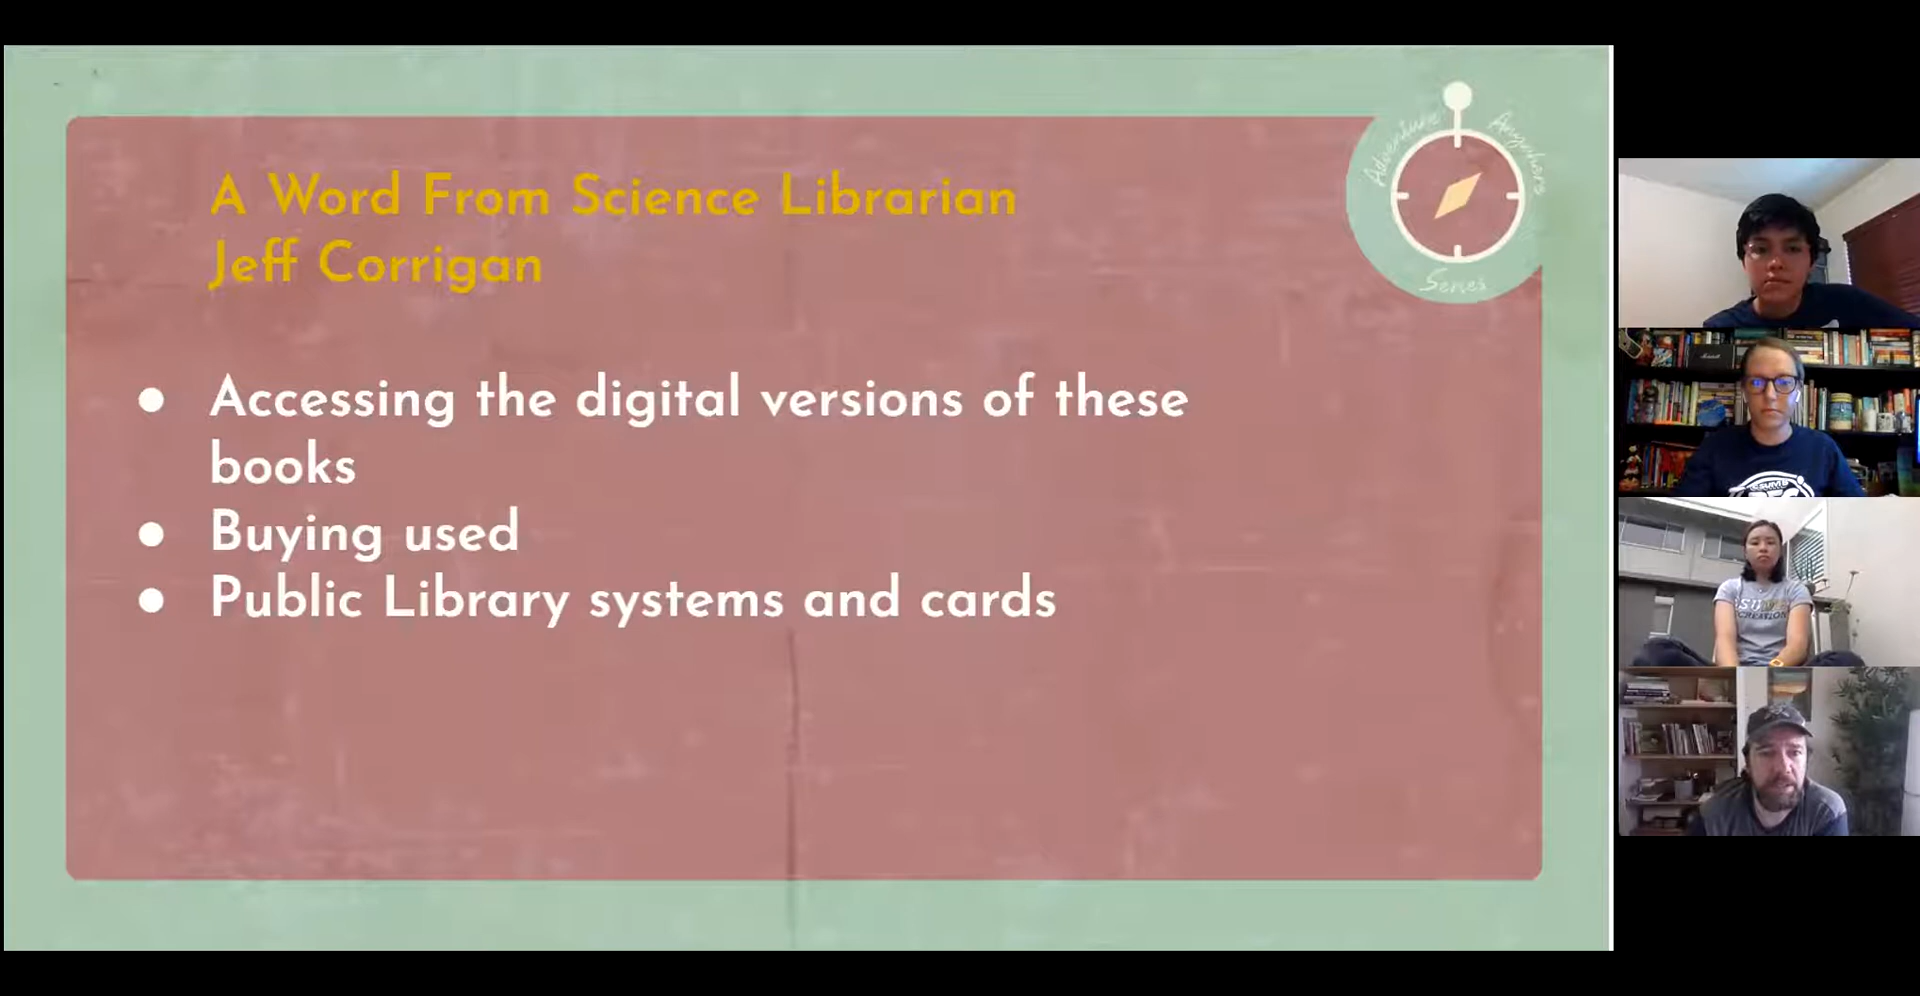 A Word From Science Librarian
Jeff Corrigan
Adventure Anywhere
Series
● Accessing the digital versions of these
books
● Buying used
● Public Library systems and cards